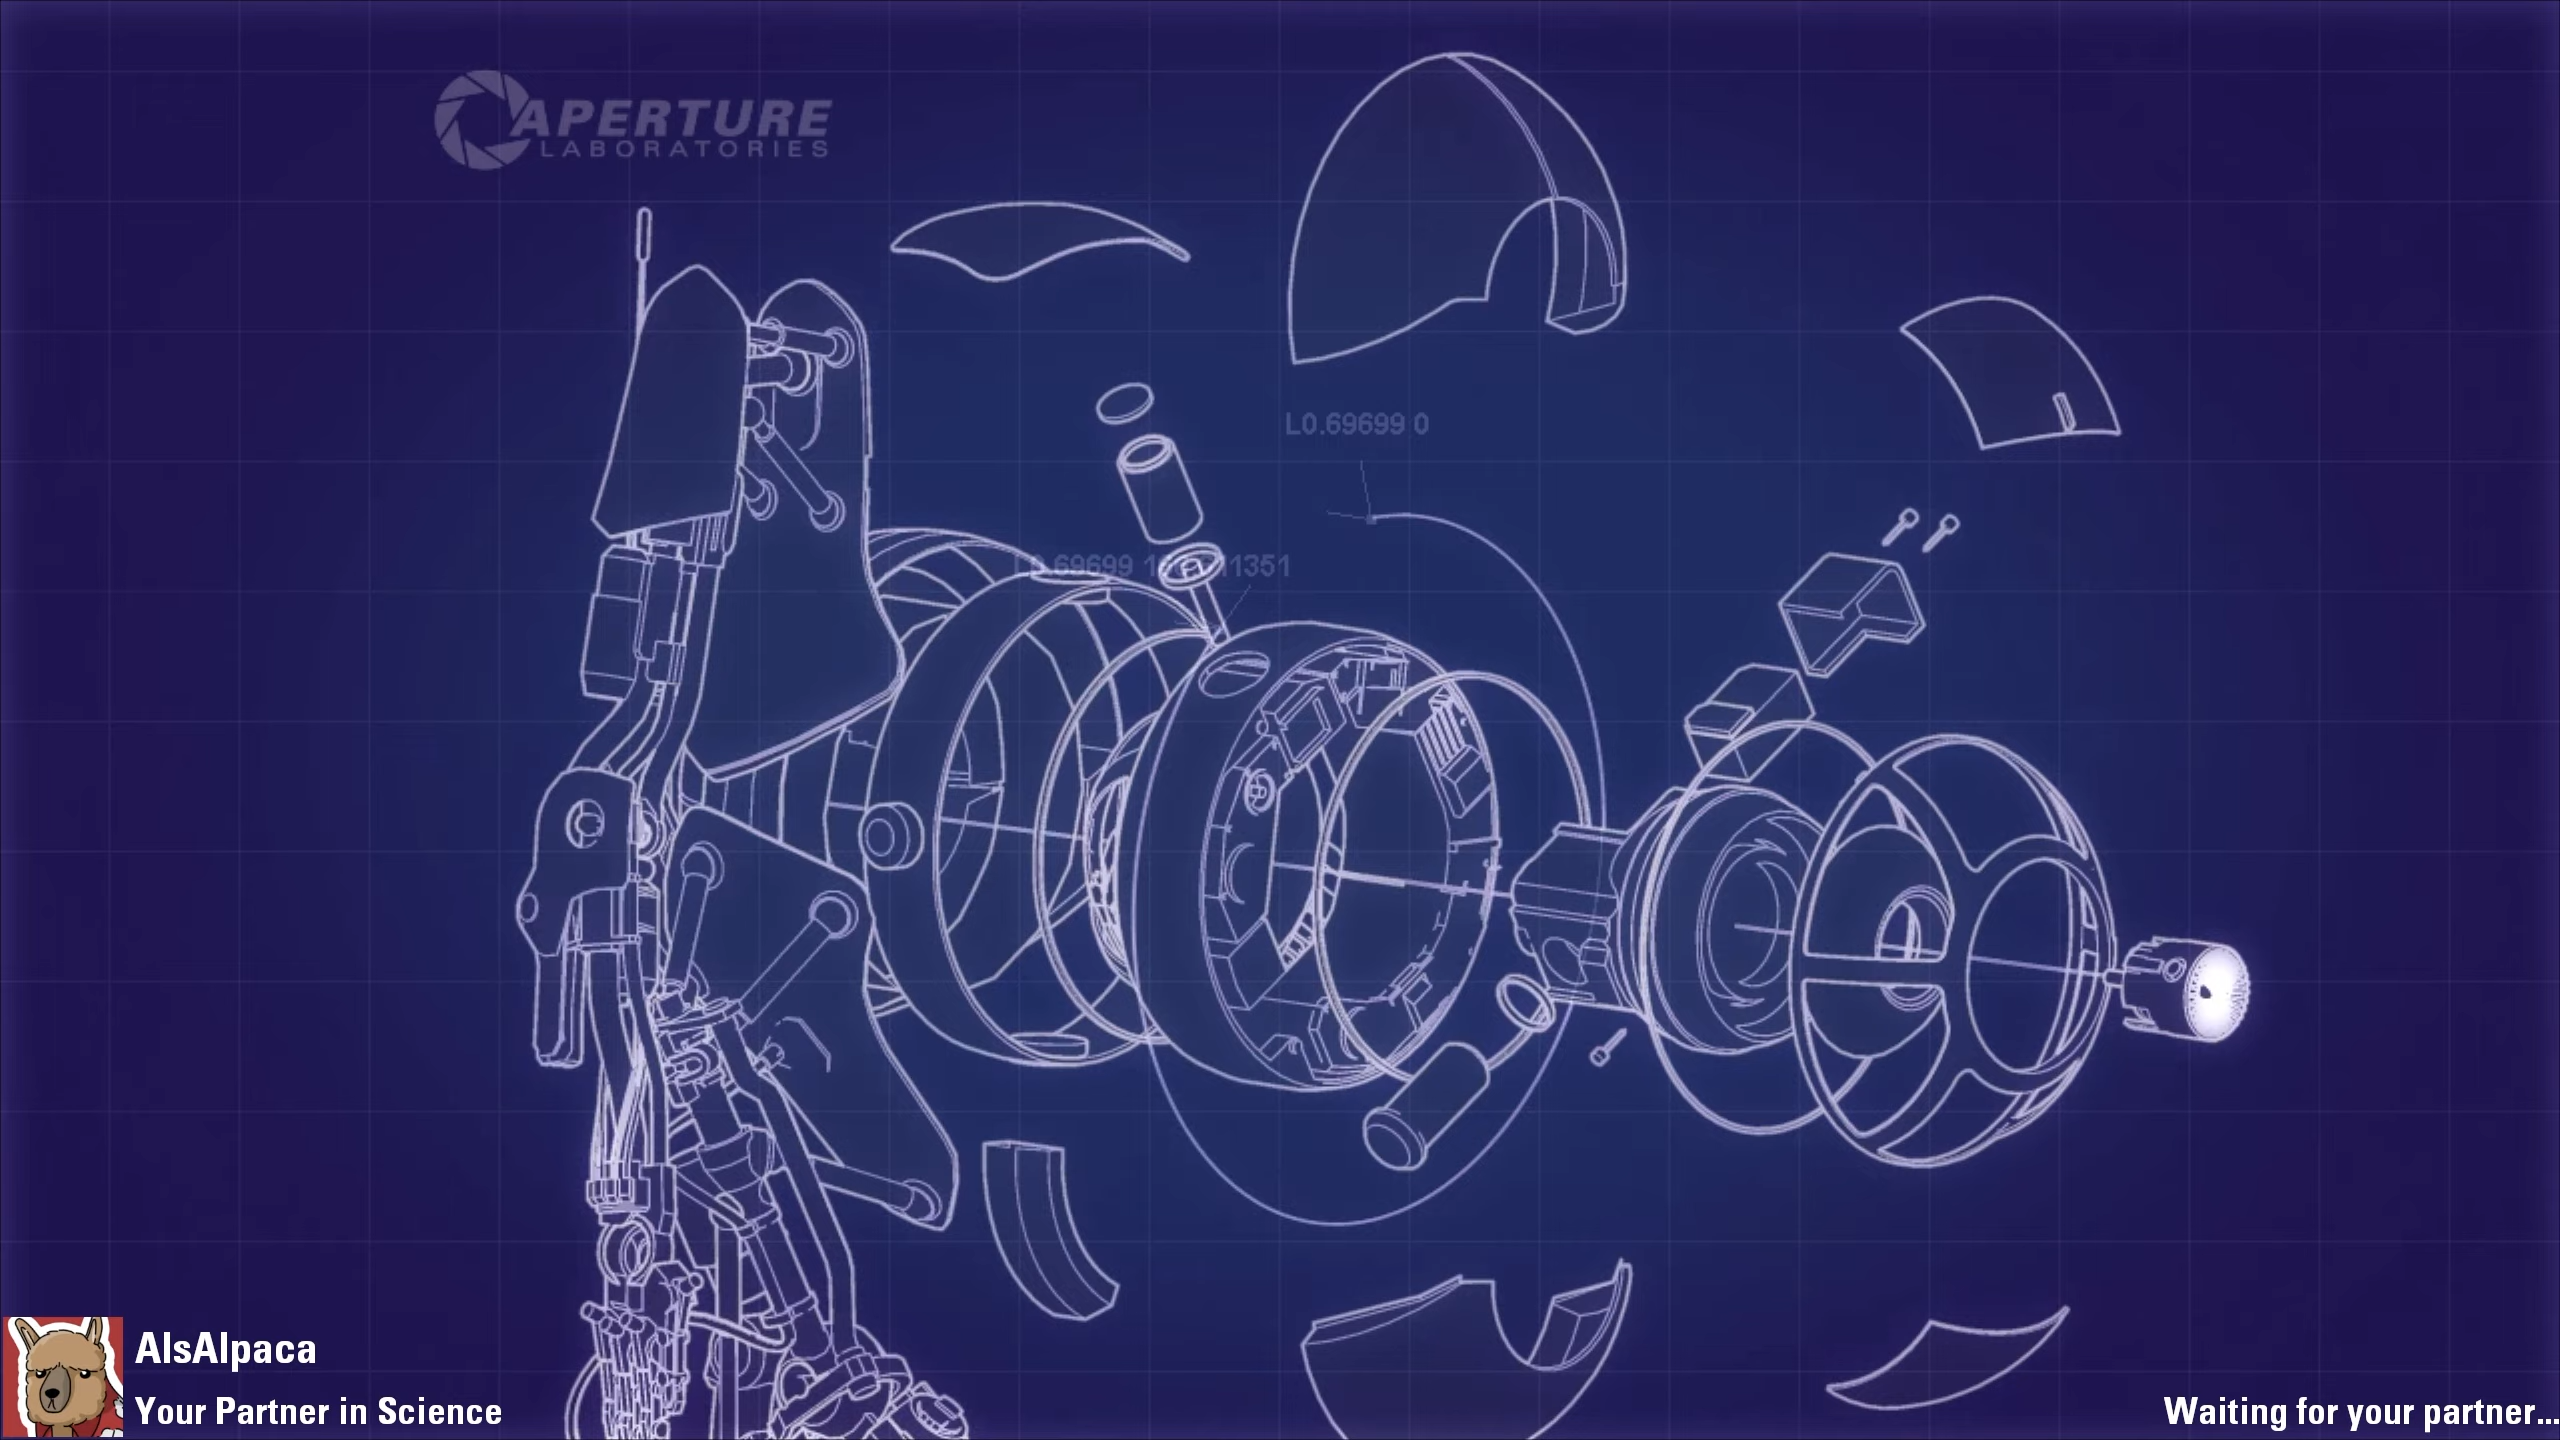 APERTURE
LABORATORIES
L0.69699 0
AlsAlpaca
Your Partner in Science
Waiting for your partner...